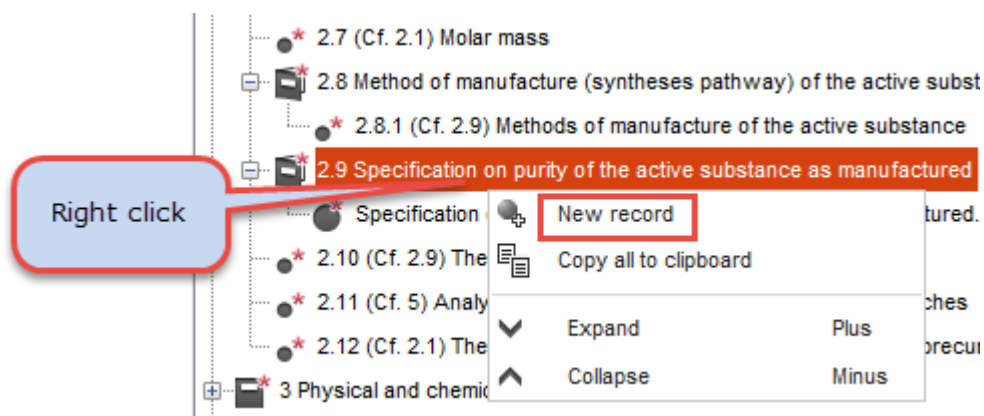 2.7 (Cf. 2.1) Molar mass
2.8 Method of manufacture (syntheses pathway) of the active subst
2.8.1 (Cf. 2.9) Methods of manufacture of the active substance
2.9 Specification on purity of the active substance as manufactured
Right click
Specification
New record
tured.
2.10 (Cf. 2.9) The
Copy all to clipboard
2.11 (Cf. 5) Analy
ches
Expand Plus
2.12 (Cf. 2.1) The
precu
Collapse Minus
3 Physical and chemic